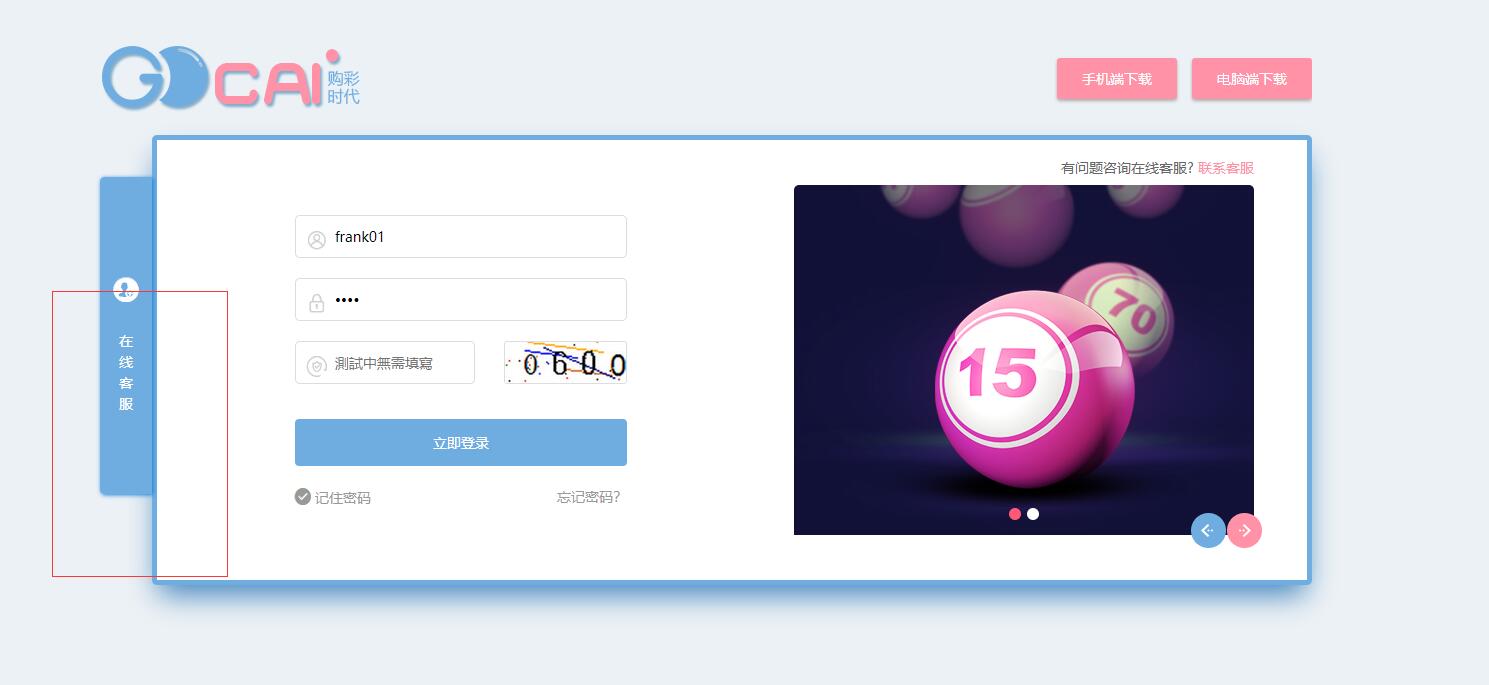 GOCAI
购彩
时代
手机端下载
电脑端下载
有问题咨询在线客服? 联系客服
frank01
••••
測試中無需填寫
0600
立即登录
记住密码
忘记密码?
在
线
客
服
15
70